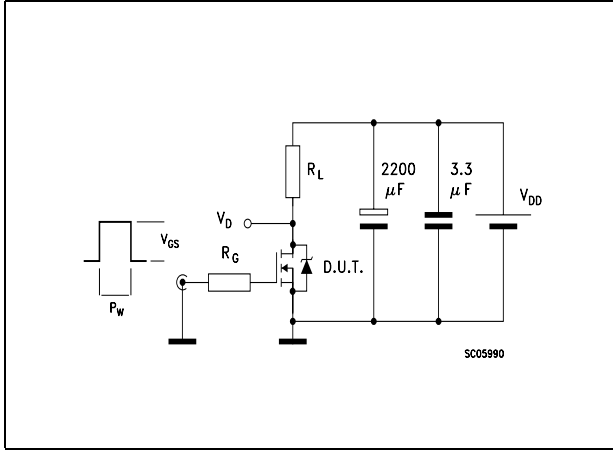 2200
μF
3.3
μF
R_L
V_DD
V_D
V_GS
R_G
D.U.T.
P_W
SC05990